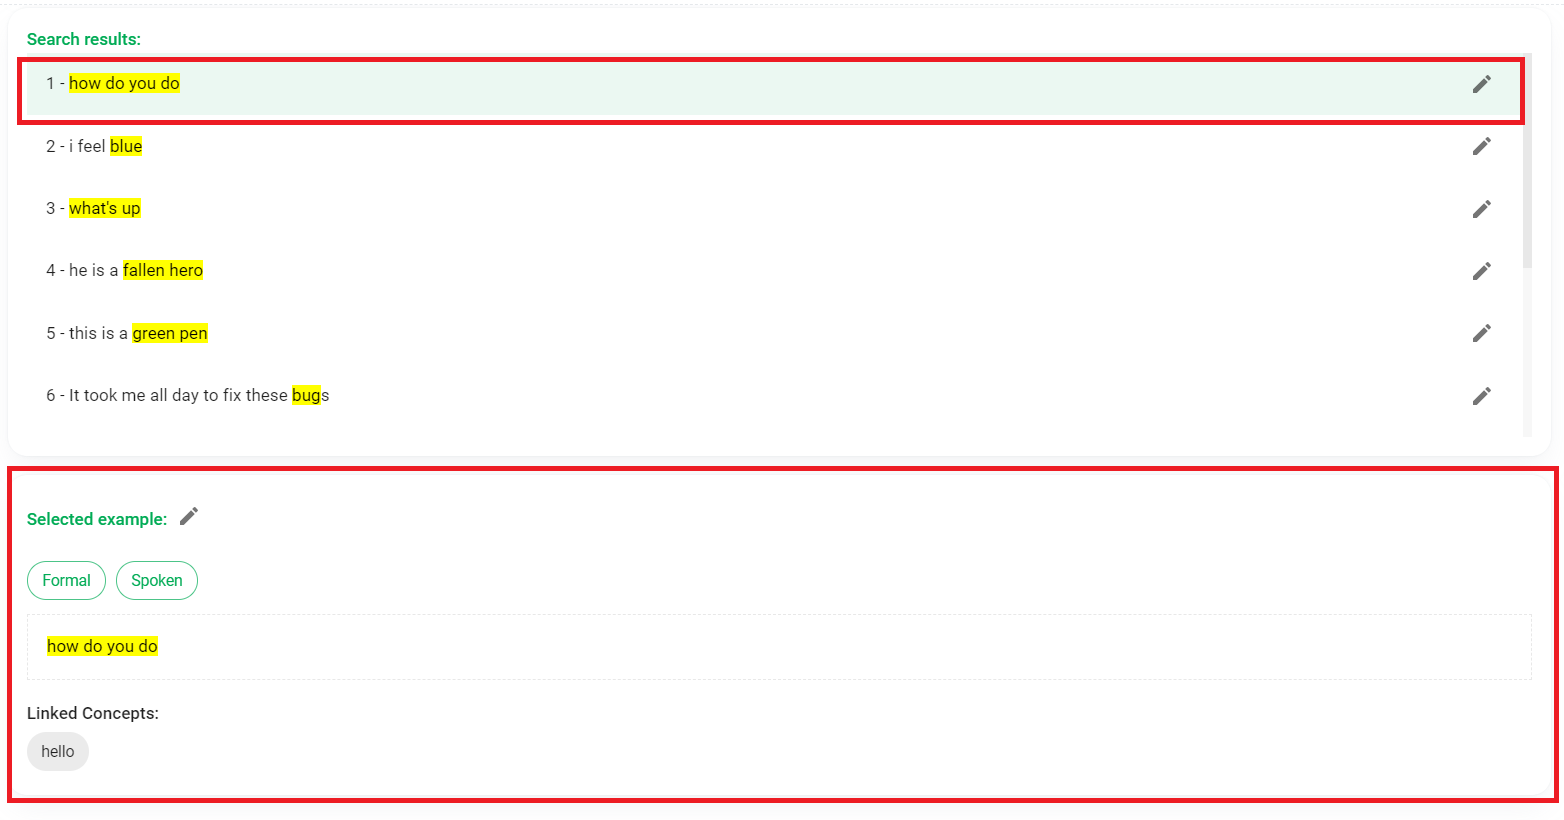 Search results:
1 - how do you do
2 - i feel blue
3 - what's up
4 - he is a fallen hero
5 - this is a green pen
6 - It took me all day to fix these bugs
Selected example:
Formal Spoken
how do you do
Linked Concepts:
hello